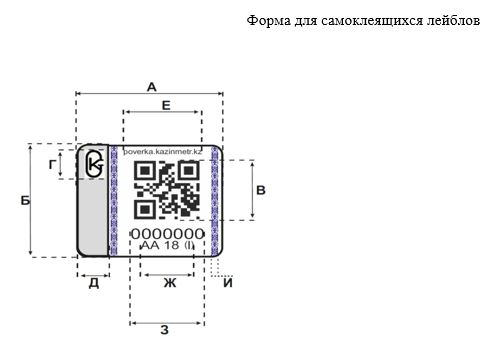 Форма для самоклеящихся лейблов
А
Е
poverka.kazinmetr.kz
Г
В
Б
0000000
АА 18 (I)
Д
Ж
И
З